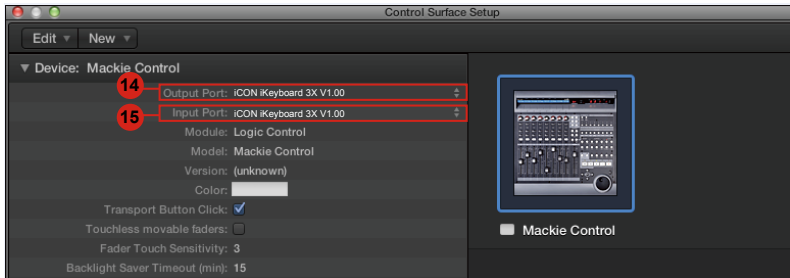 Control Surface Setup
Edit New
Device: Mackie Control
14 Output Port: iCON iKeyboard 3X V1.00
15 Input Port: iCON iKeyboard 3X V1.00
Module: Logic Control
Model: Mackie Control
Version: (unknown)
Color:
Transport Button Click:
Touchless movable faders:
Fader Touch Sensitivity: 3
Backlight Saver Timeout (min): 15
Mackie Control